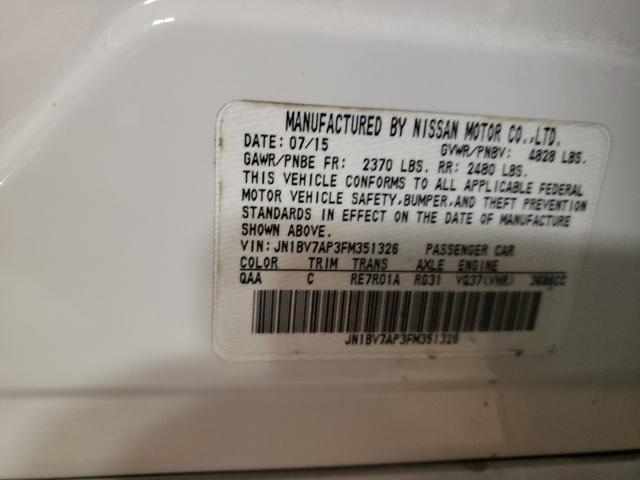 MANUFACTURED BY NISSAN MOTOR CO.,LTD.
DATE: 07/15 GVWR/PNBV: 4828 LBS.
GAWR/PNBE FR: 2370 LBS. RR: 2480 LBS.
THIS VEHICLE CONFORMS TO ALL APPLICABLE FEDERAL
MOTOR VEHICLE SAFETY,BUMPER,AND THEFT PREVENTION
STANDARDS IN EFFECT ON THE DATE OF MANUFACTURE
SHOWN ABOVE.
VIN: JN1BV7AP3FM351326 PASSENGER CAR
COLOR TRIM TRANS AXLE ENGINE
QAA C RE7R01A RG31 VQ37(VHR) 3696CC
JN1BV7AP3FM351326